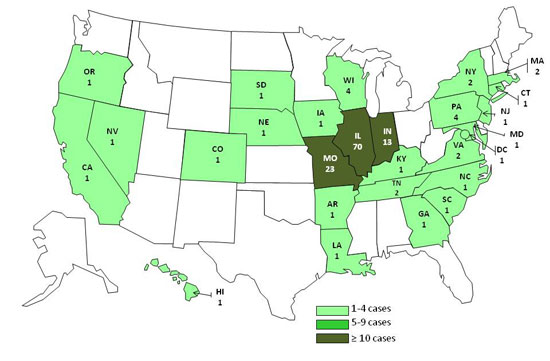 MA
2
OR
1
NY
2
WI
4
SD
1
CT
1
PA
4
NJ
1
IA
1
NE
1
IL
70
IN
13
NV
1
MD
1
CO
1
VA
2
DC
1
MO
23
KY
1
CA
1
NC
1
TN
2
AR
1
SC
1
GA
1
LA
1
HI
1
1-4 cases
5-9 cases
≥ 10 cases